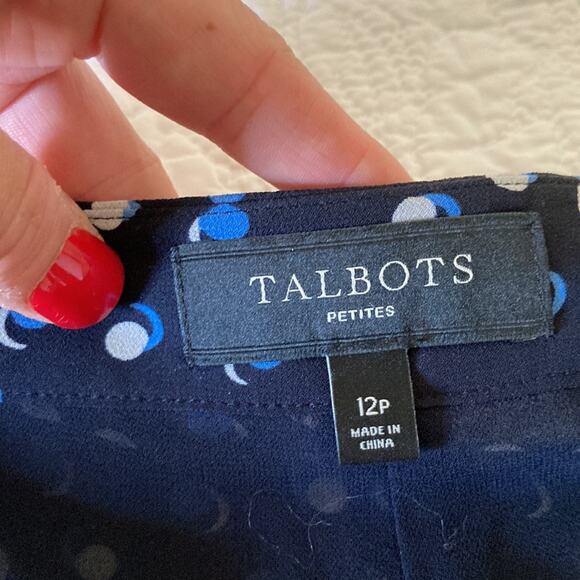 TALBOTS
PETITES
12P
MADE IN
CHINA